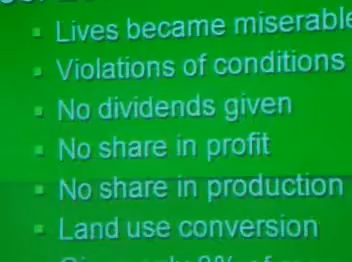 Lives became miserable
Violations of conditions
No dividends given
No share in profit
No share in production
Land use conversion